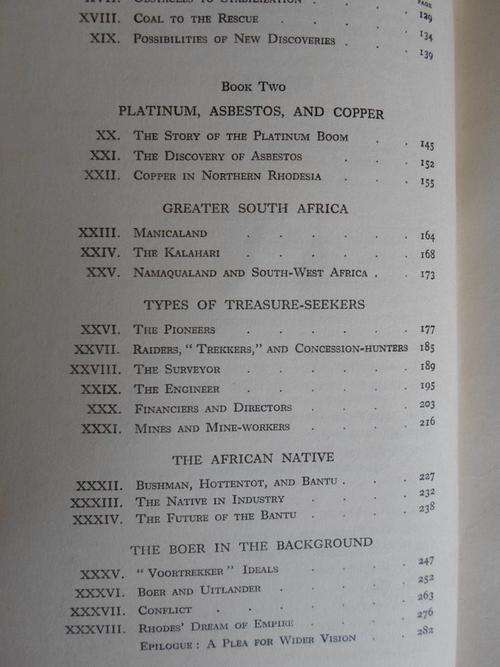 PAGE
XVII. Obstacles to Stabilization . . 129
XVIII. Coal to the Rescue . . . . 134
XIX. Possibilities of New Discoveries . . 139
Book Two
PLATINUM, ASBESTOS, AND COPPER
XX. The Story of the Platinum Boom . . 145
XXI. The Discovery of Asbestos . . . 152
XXII. Copper in Northern Rhodesia . . . 155
GREATER SOUTH AFRICA
XXIII. Manicaland . . . . . . 164
XXIV. The Kalahari . . . . . . 168
XXV. Namaqualand and South-West Africa . . 173
TYPES OF TREASURE-SEEKERS
XXVI. The Pioneers . . . . . . 177
XXVII. Raiders, "Trekkers," and Concession-hunters 185
XXVIII. The Surveyor . . . . . . 189
XXIX. The Engineer . . . . . . 195
XXX. Financiers and Directors . . . . 203
XXXI. Mines and Mine-workers . . . . 216
THE AFRICAN NATIVE
XXXII. Bushman, Hottentot, and Bantu . . . 227
XXXIII. The Native in Industry . . . . 232
XXXIV. The Future of the Bantu . . . . 238
THE BOER IN THE BACKGROUND
XXXV. "Voortrekker" Ideals . . . . 247
XXXVI. Boer and Uitlander . . . . . 252
XXXVII. Conflict . . . . . . . 263
XXXVIII. Rhodes' Dream of Empire . . . . 276
Epilogue : A Plea for Wider Vision . . 282